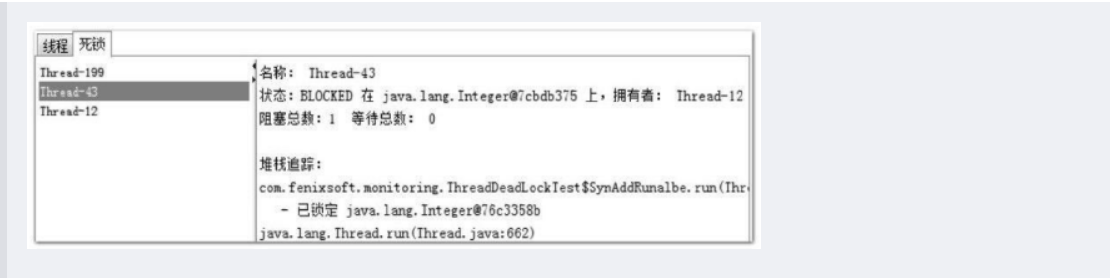 线程 死锁
Thread-199
Thread-43
Thread-12
名称： Thread-43
状态：BLOCKED 在 java.lang.Integer@7cbdb375 上，拥有者： Thread-12
阻塞总数：1 等待总数： 0
堆栈追踪：
com.fenixsoft.monitoring.ThreadDeadLockTest$SynAddRunalbe.run(Thr
- 已锁定 java.lang.Integer@76c3358b
java.lang.Thread.run(Thread.java:662)